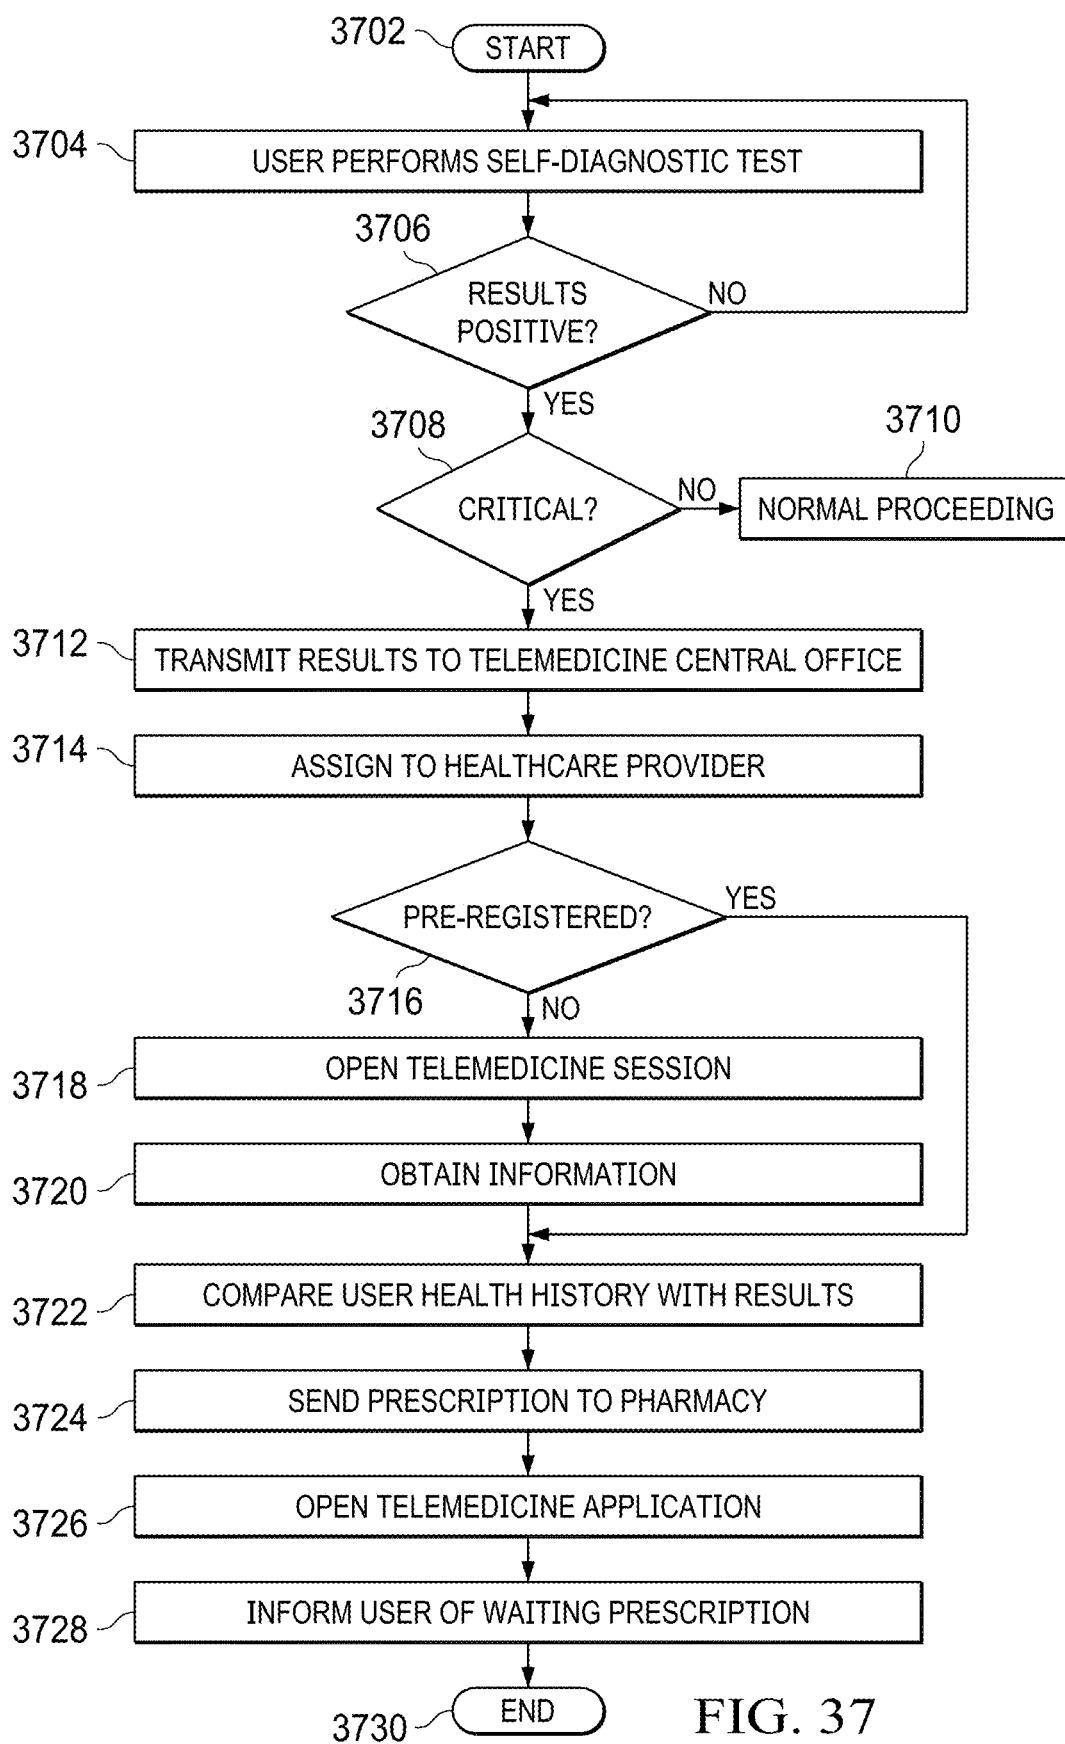 3702
START
3704
USER PERFORMS SELF-DIAGNOSTIC TEST
3706
RESULTS
POSITIVE?
NO
YES
3708
CRITICAL?
NO
3710
NORMAL PROCEEDING
YES
3712
TRANSMIT RESULTS TO TELEMEDICINE CENTRAL OFFICE
3714
ASSIGN TO HEALTHCARE PROVIDER
PRE-REGISTERED?
YES
3716
NO
OPEN TELEMEDICINE SESSION
3718
OBTAIN INFORMATION
3720
COMPARE USER HEALTH HISTORY WITH RESULTS
3722
SEND PRESCRIPTION TO PHARMACY
3724
OPEN TELEMEDICINE APPLICATION
3726
INFORM USER OF WAITING PRESCRIPTION
3728
END
3730
FIG. 37